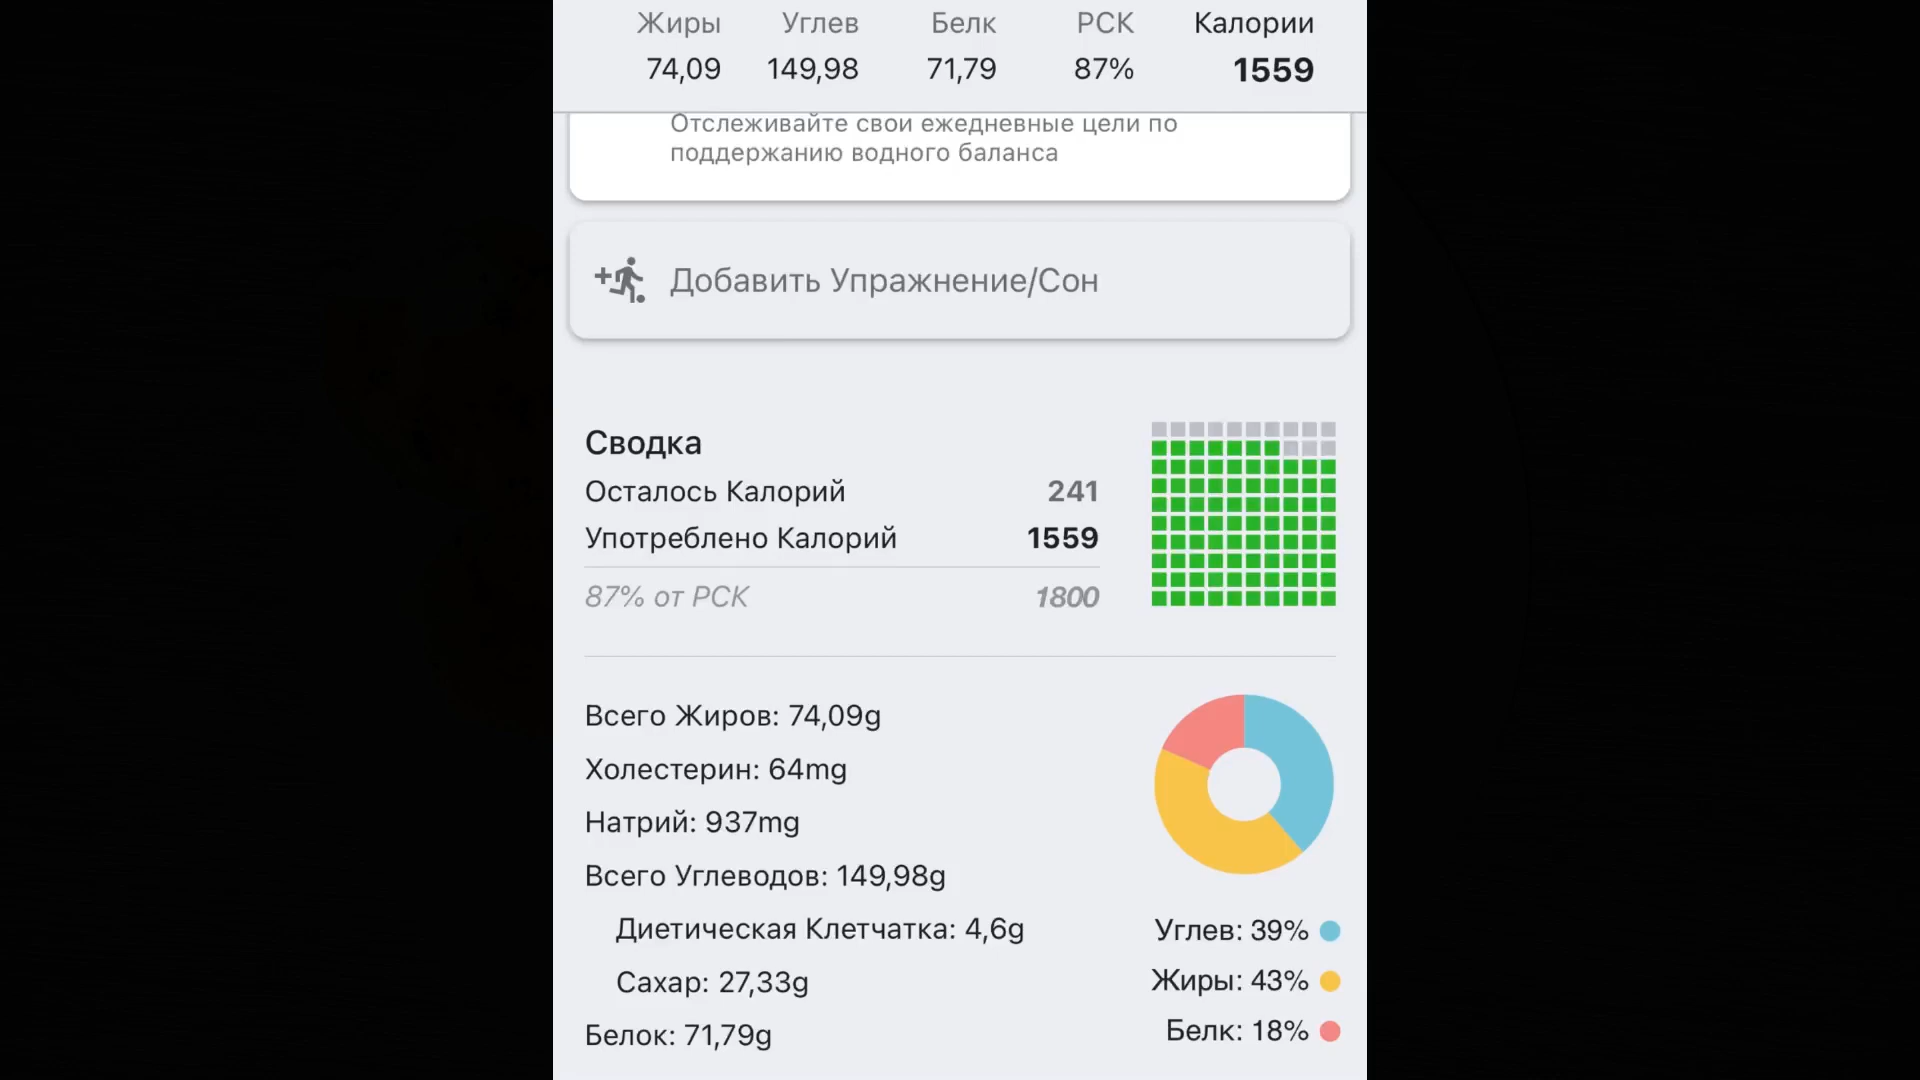 Жиры Углев Белк РСК Калории
74,09 149,98 71,79 87% 1559
Отслеживайте свои ежедневные цели по
поддержанию водного баланса
Добавить Упражнение/Сон
Сводка
Осталось Калорий 241
Употреблено Калорий 1559
87% от РСК 1800
Всего Жиров: 74,09g
Холестерин: 64mg
Натрий: 937mg
Всего Углеводов: 149,98g
Диетическая Клетчатка: 4,6g
Сахар: 27,33g
Белок: 71,79g
Углев: 39%
Жиры: 43%
Белк: 18%